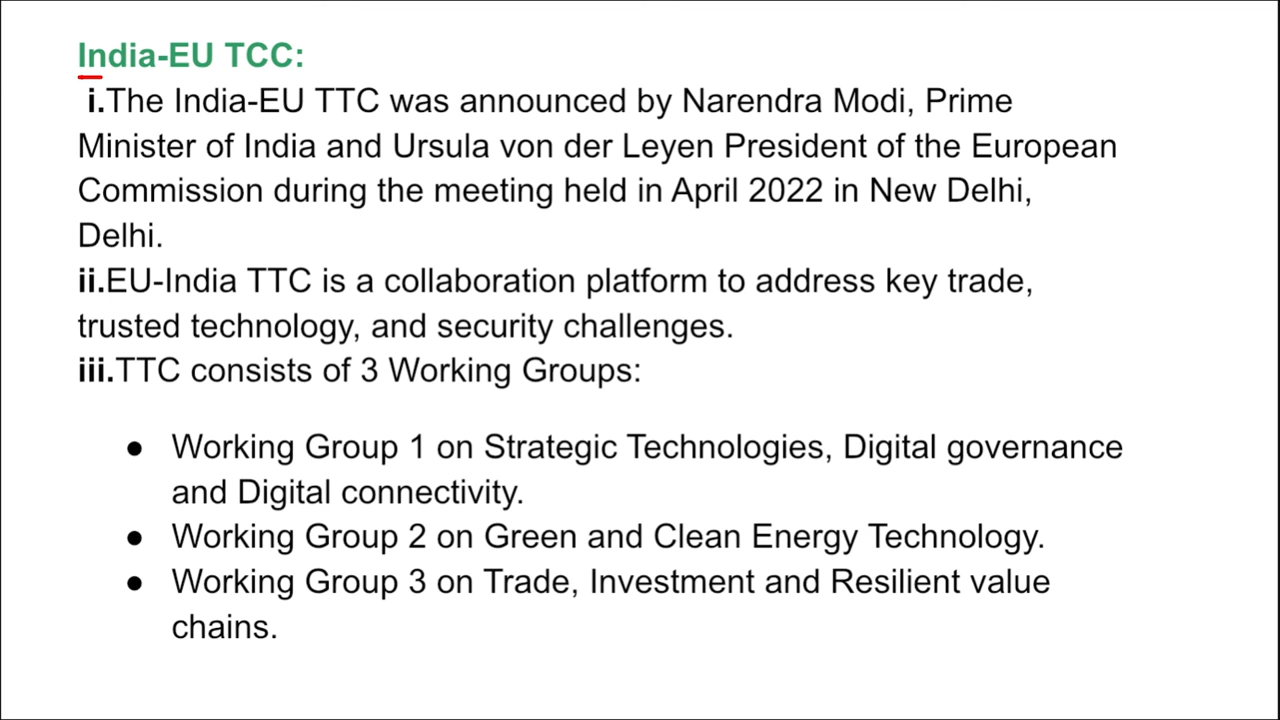 India-EU TCC:
i.The India-EU TTC was announced by Narendra Modi, Prime
Minister of India and Ursula von der Leyen President of the European
Commission during the meeting held in April 2022 in New Delhi,
Delhi.
ii.EU-India TTC is a collaboration platform to address key trade,
trusted technology, and security challenges.
iii.TTC consists of 3 Working Groups:
● Working Group 1 on Strategic Technologies, Digital governance
and Digital connectivity.
● Working Group 2 on Green and Clean Energy Technology.
● Working Group 3 on Trade, Investment and Resilient value
chains.